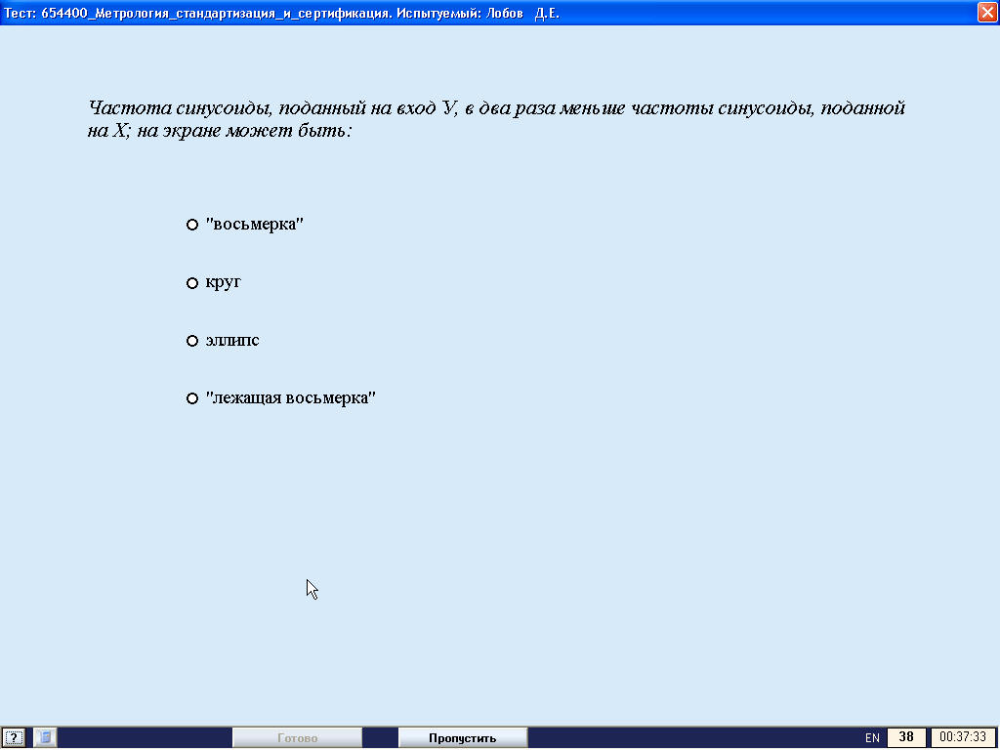 Тест: 654400_Метрология_стандартизация_и_сертификация. Испытуемый: Лобов Д.Е.
Частота синусоиды, поданный на вход У, в два раза меньше частоты синусоиды, поданной
на Х; на экране может быть:
"восьмерка"
круг
эллипс
"лежащая восьмерка"
? Готово Пропустить EN 38 00:37:33